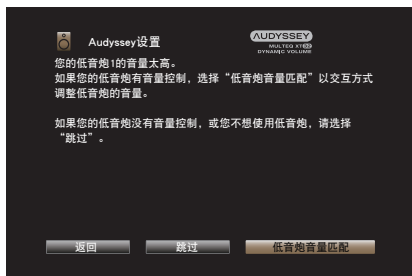 Audyssey设置
AUDYSSEY
MULTEQ XT32
DYNAMIC VOLUME
您的低音炮1的音量太高。
如果您的低音炮有音量控制，选择“低音炮音量匹配”以交互方式
调整低音炮的音量。
如果您的低音炮没有音量控制，或您不想使用低音炮，请选择
“跳过”。
返回
跳过
低音炮音量匹配